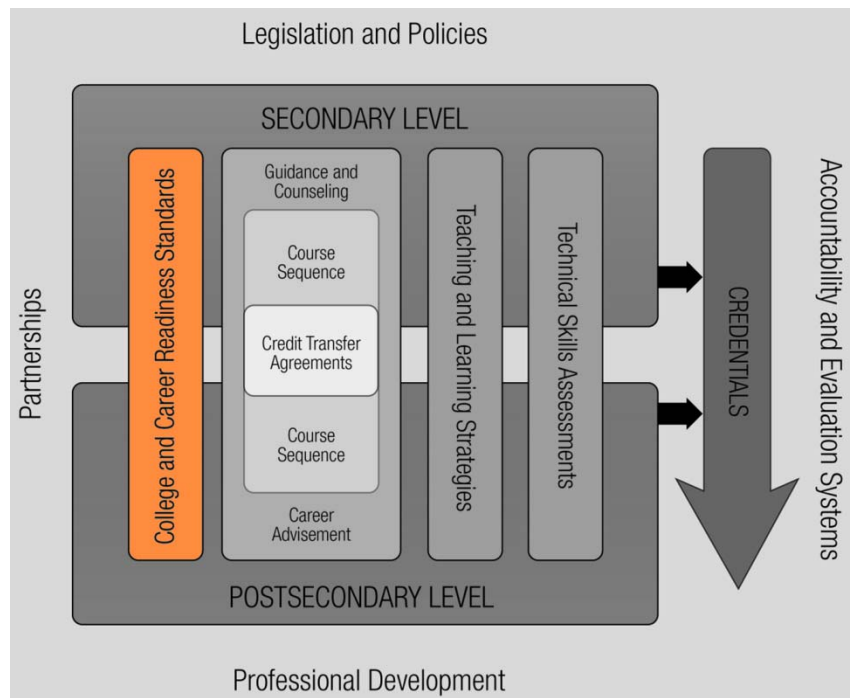 Legislation and Policies
SECONDARY LEVEL
Partnerships
College and Career Readiness Standards
Guidance and
Counseling
Course
Sequence
Credit Transfer
Agreements
Course
Sequence
Career
Advisement
Teaching and Learning Strategies
Technical Skills Assessments
CREDENTIALS
Accountability and Evaluation Systems
POSTSECONDARY LEVEL
Professional Development